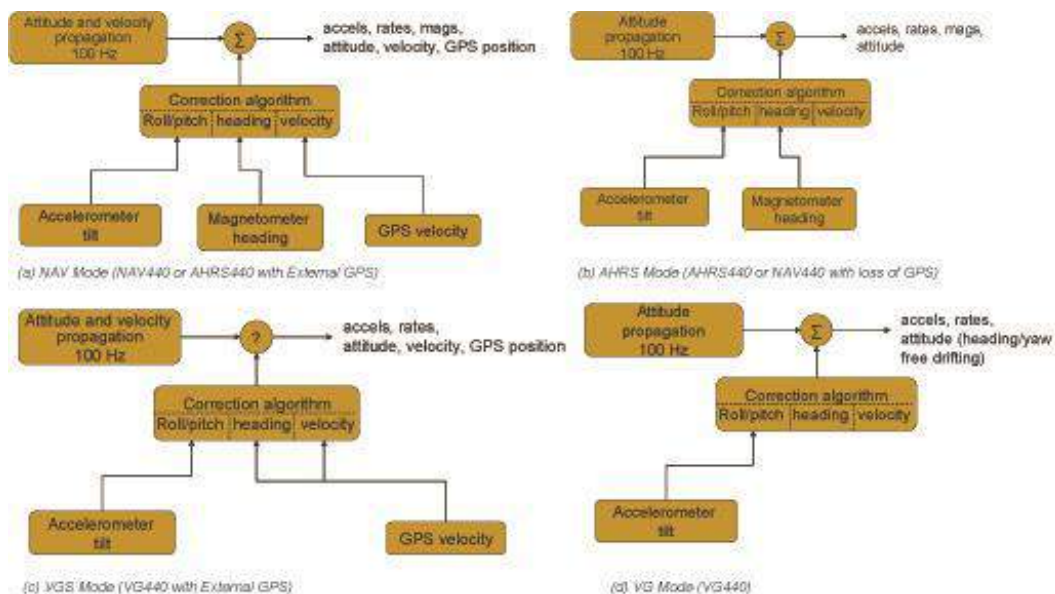 Attitude and velocity
propagation
100 Hz
Σ
accels, rates, mags,
attitude, velocity, GPS position
Correction algorithm
Roll/pitch heading velocity
Accelerometer
tilt
Magnetometer
heading
GPS velocity
(a) NAV Mode (NAV440 or AHRS440 with External GPS)
Attitude
propagation
100 Hz
Σ
accels, rates, mags,
attitude
Correction algorithm
Roll/pitch heading velocity
Accelerometer
tilt
Magnetometer
heading
(b) AHRS Mode (AHRS440 or NAV440 with loss of GPS)
Attitude and velocity
propagation
100 Hz
?
accels, rates,
attitude, velocity, GPS position
Correction algorithm
Roll/pitch heading velocity
Accelerometer
tilt
GPS velocity
(c) VGS Mode (VG440 with External GPS)
Attitude
propagation
100 Hz
Σ
accels, rates,
attitude (heading/yaw
free drifting)
Correction algorithm
Roll/pitch heading velocity
Accelerometer
tilt
(d) VG Mode (VG440)